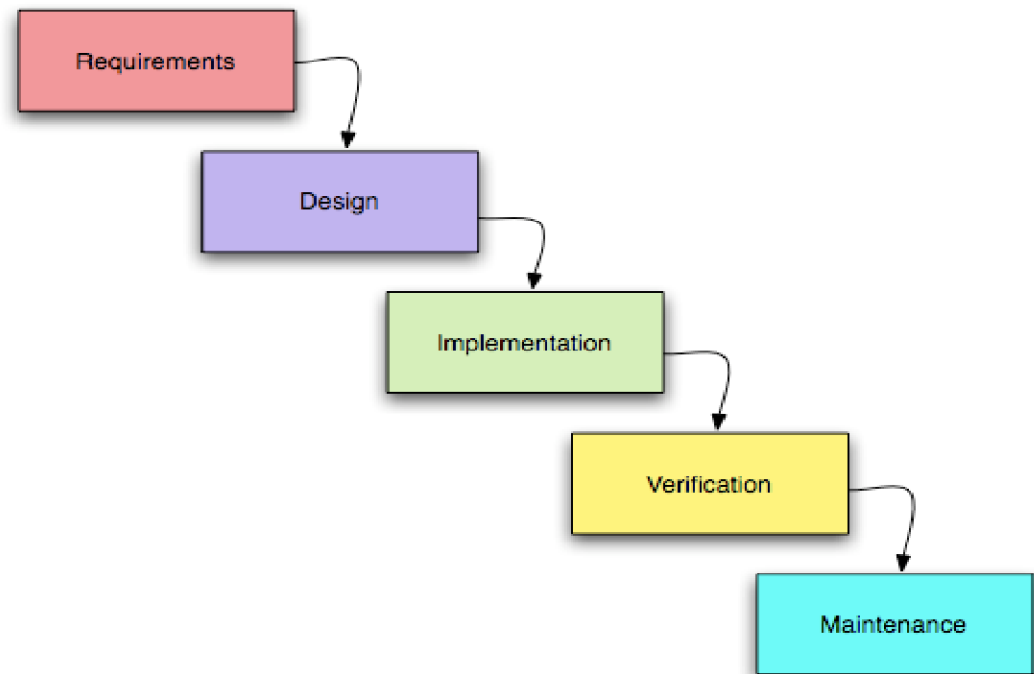 Requirements
Design
Implementation
Verification
Maintenance